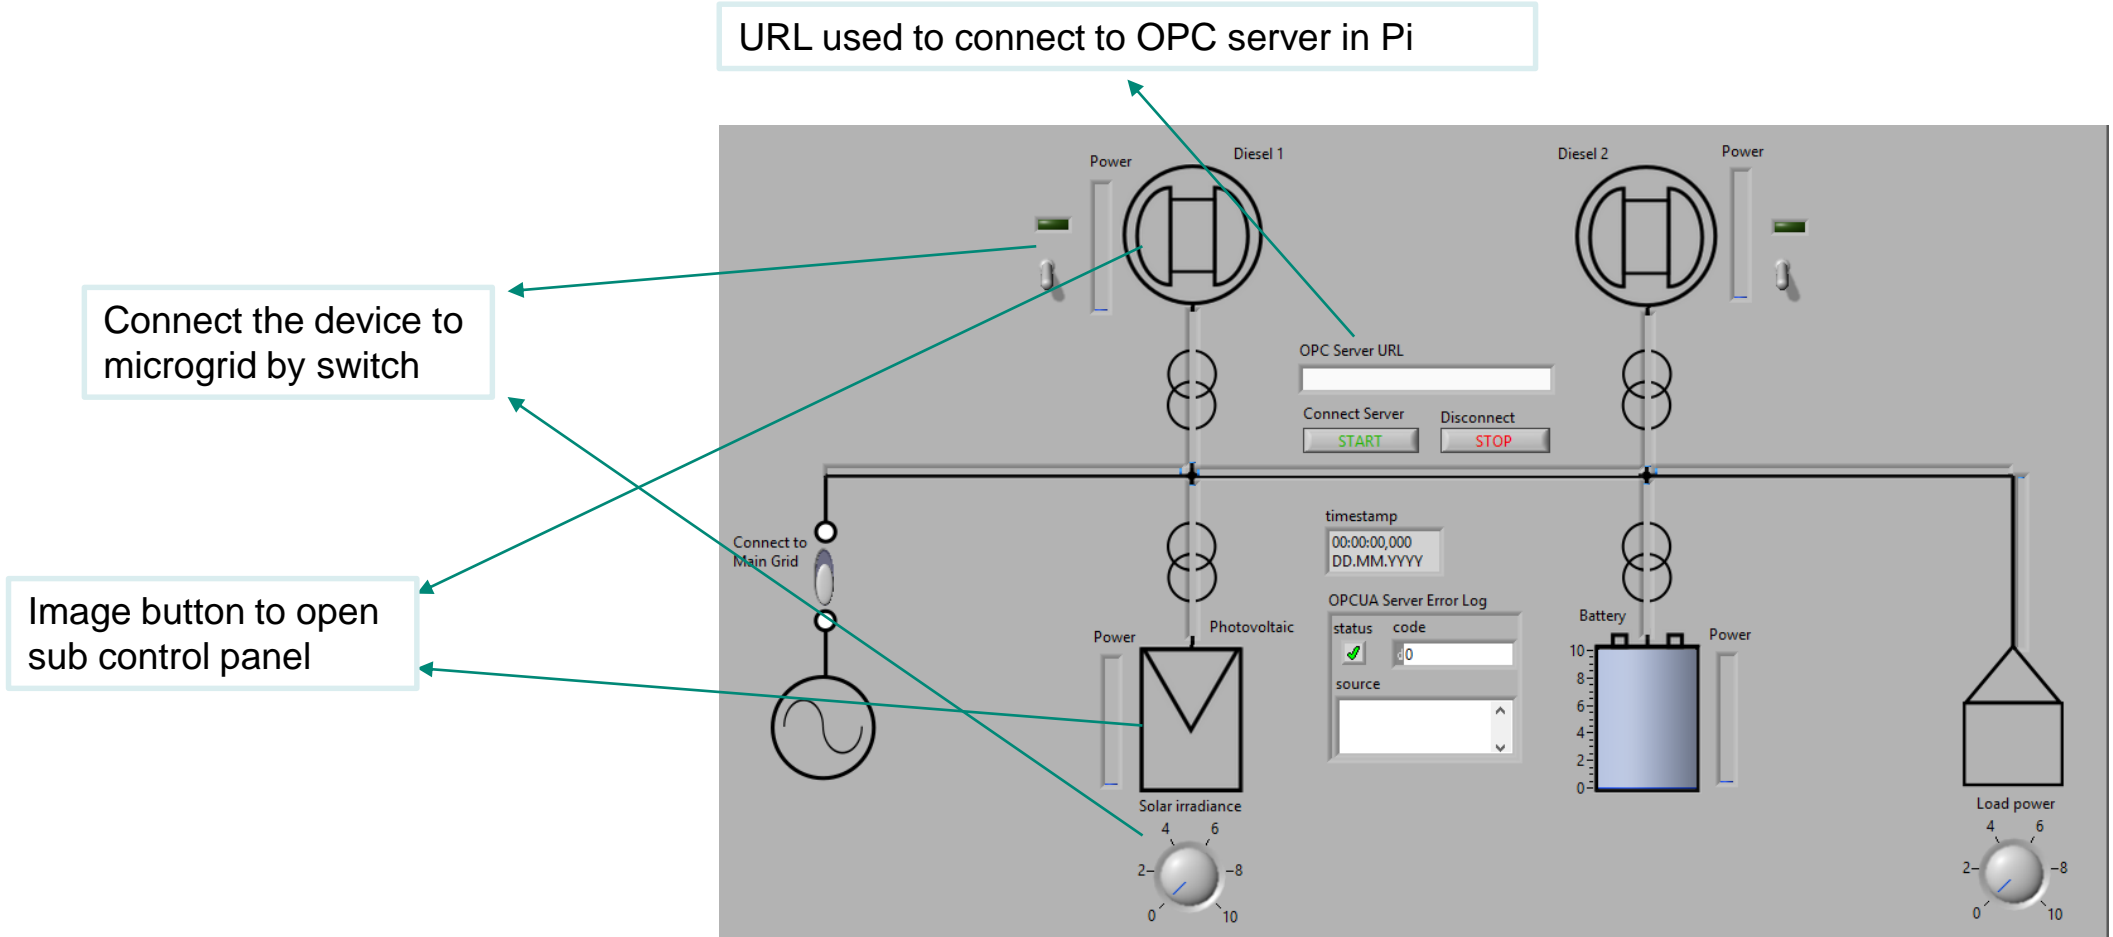 URL used to connect to OPC server in Pi
Power
Diesel 1
Diesel 2
Power
Connect the device to
microgrid by switch
OPC Server URL
Connect Server
Disconnect
START
STOP
Connect to
Main Grid
timestamp
00:00:00,000
DD.MM.YYYY
Image button to open
sub control panel
OPCUA Server Error Log
status
code
0
source
Power
Photovoltaic
Battery
Power
10
8
6
4
2
0
Solar irradiance
4
6
2
8
0
10
Load power
4
6
2
8
0
10